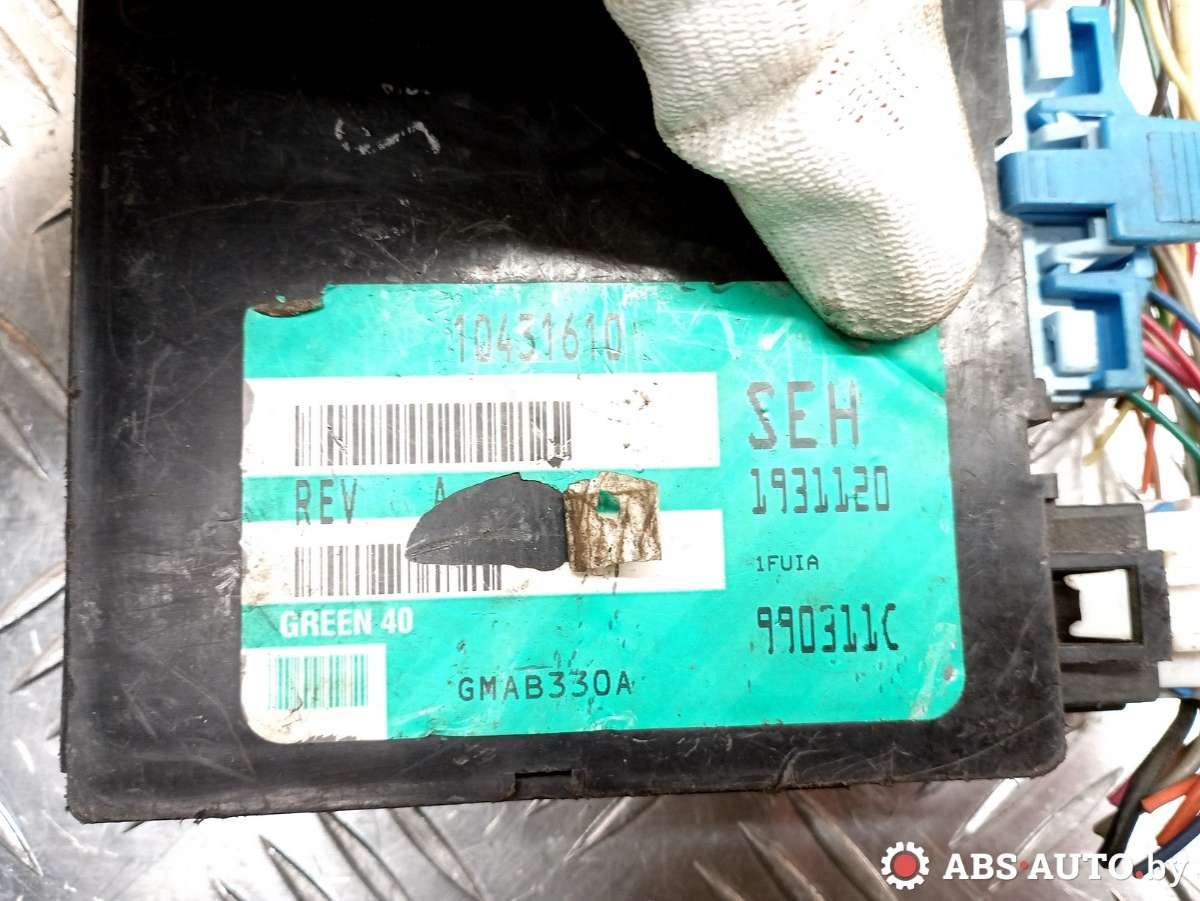 10431610
SEH
1931120
REV A
1FUIA
GREEN 40
990311C
GMAB330A
ABS-AUTO.by